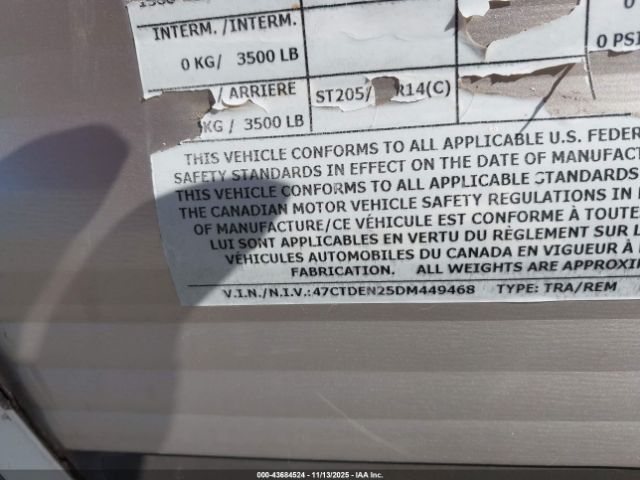 INTERM./INTERM.
0 KG/ 3500 LB
0
0 PSI
/ ARRIERE
KG / 3500 LB
ST205/ R14(C)
THIS VEHICLE CONFORMS TO ALL APPLICABLE U.S. FEDER
SAFETY STANDARDS IN EFFECT ON THE DATE OF MANUFACT
THIS VEHICLE CONFORMS TO ALL APPLICABLE STANDARDS
THE CANADIAN MOTOR VEHICLE SAFETY REGULATIONS IN
OF MANUFACTURE/CE VÉHICULE EST CONFORME À TOUTE
LUI SONT APPLICABLES EN VERTU DU RÈGLEMENT SUR L
VÉHICULES AUTOMOBILES DU CANADA EN VIGUEUR À
FABRICATION. ALL WEIGHTS ARE APPROXI
V.I.N./N.I.V.:47CTDEN25DM449468 TYPE: TRA/REM
000-43684524 - 11/13/2025 - IAA Inc.